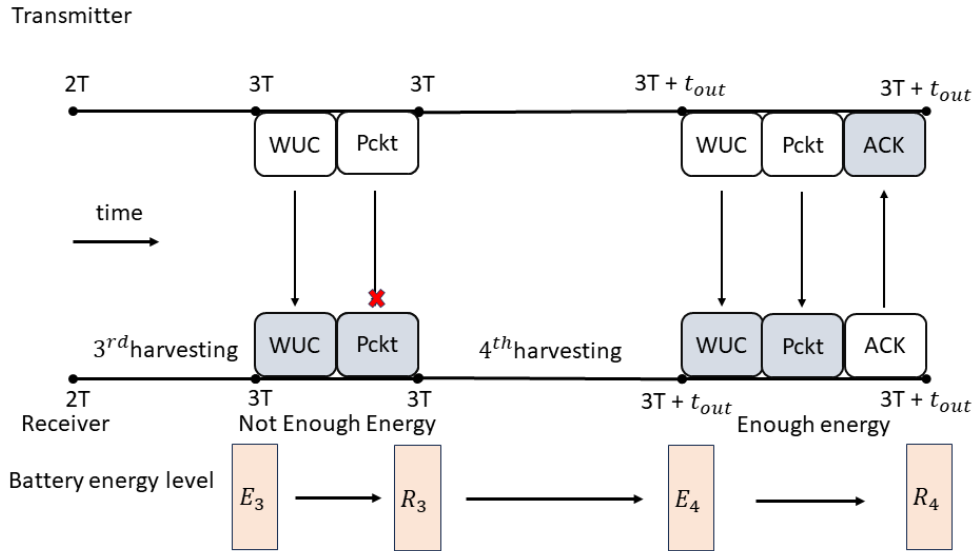 Transmitter
2T 3T 3T 3T + t_out 3T + t_out
WUC Pckt WUC Pckt ACK
time
3^rd harvesting WUC Pckt 4^th harvesting WUC Pckt ACK
2T 3T 3T 3T + t_out 3T + t_out
Receiver Not Enough Energy Enough energy
Battery energy level E_3 R_3 E_4 R_4